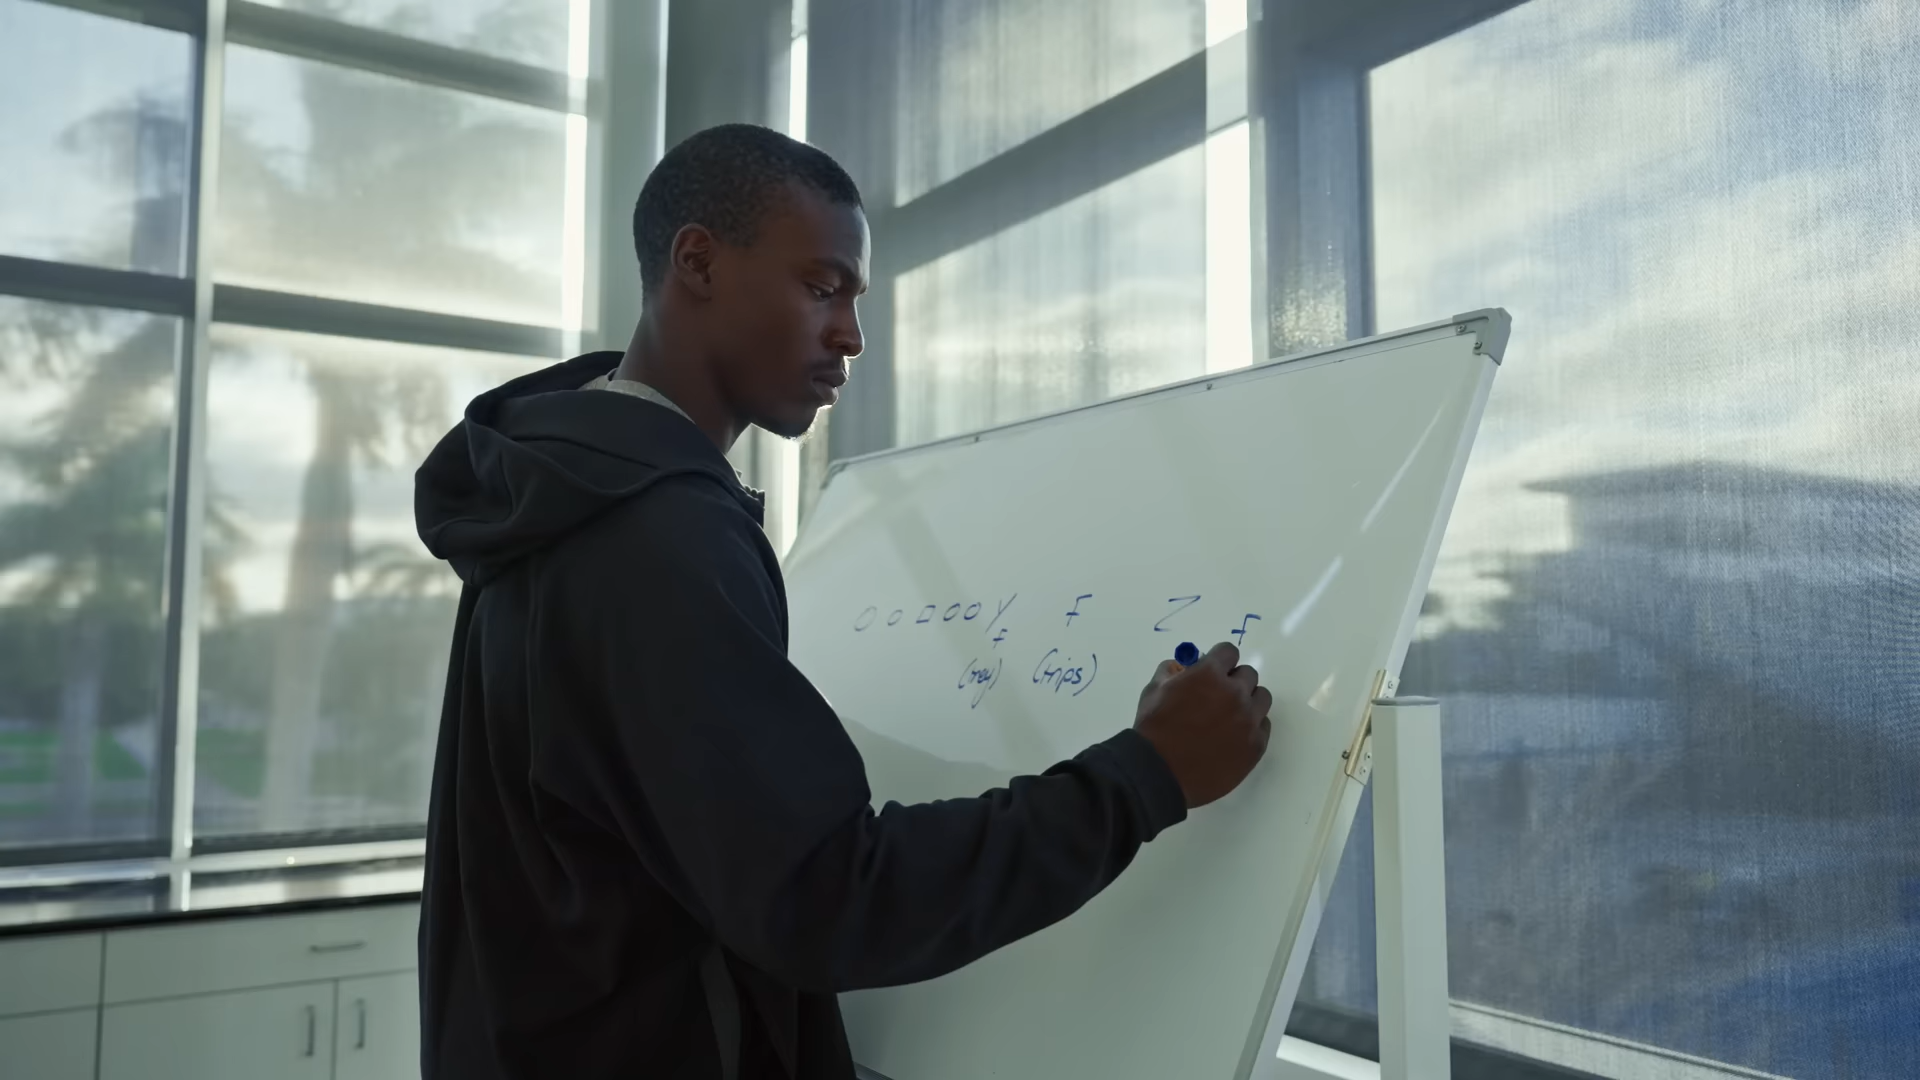 O O □ O O Y F Z F
F
(trey) (trips)